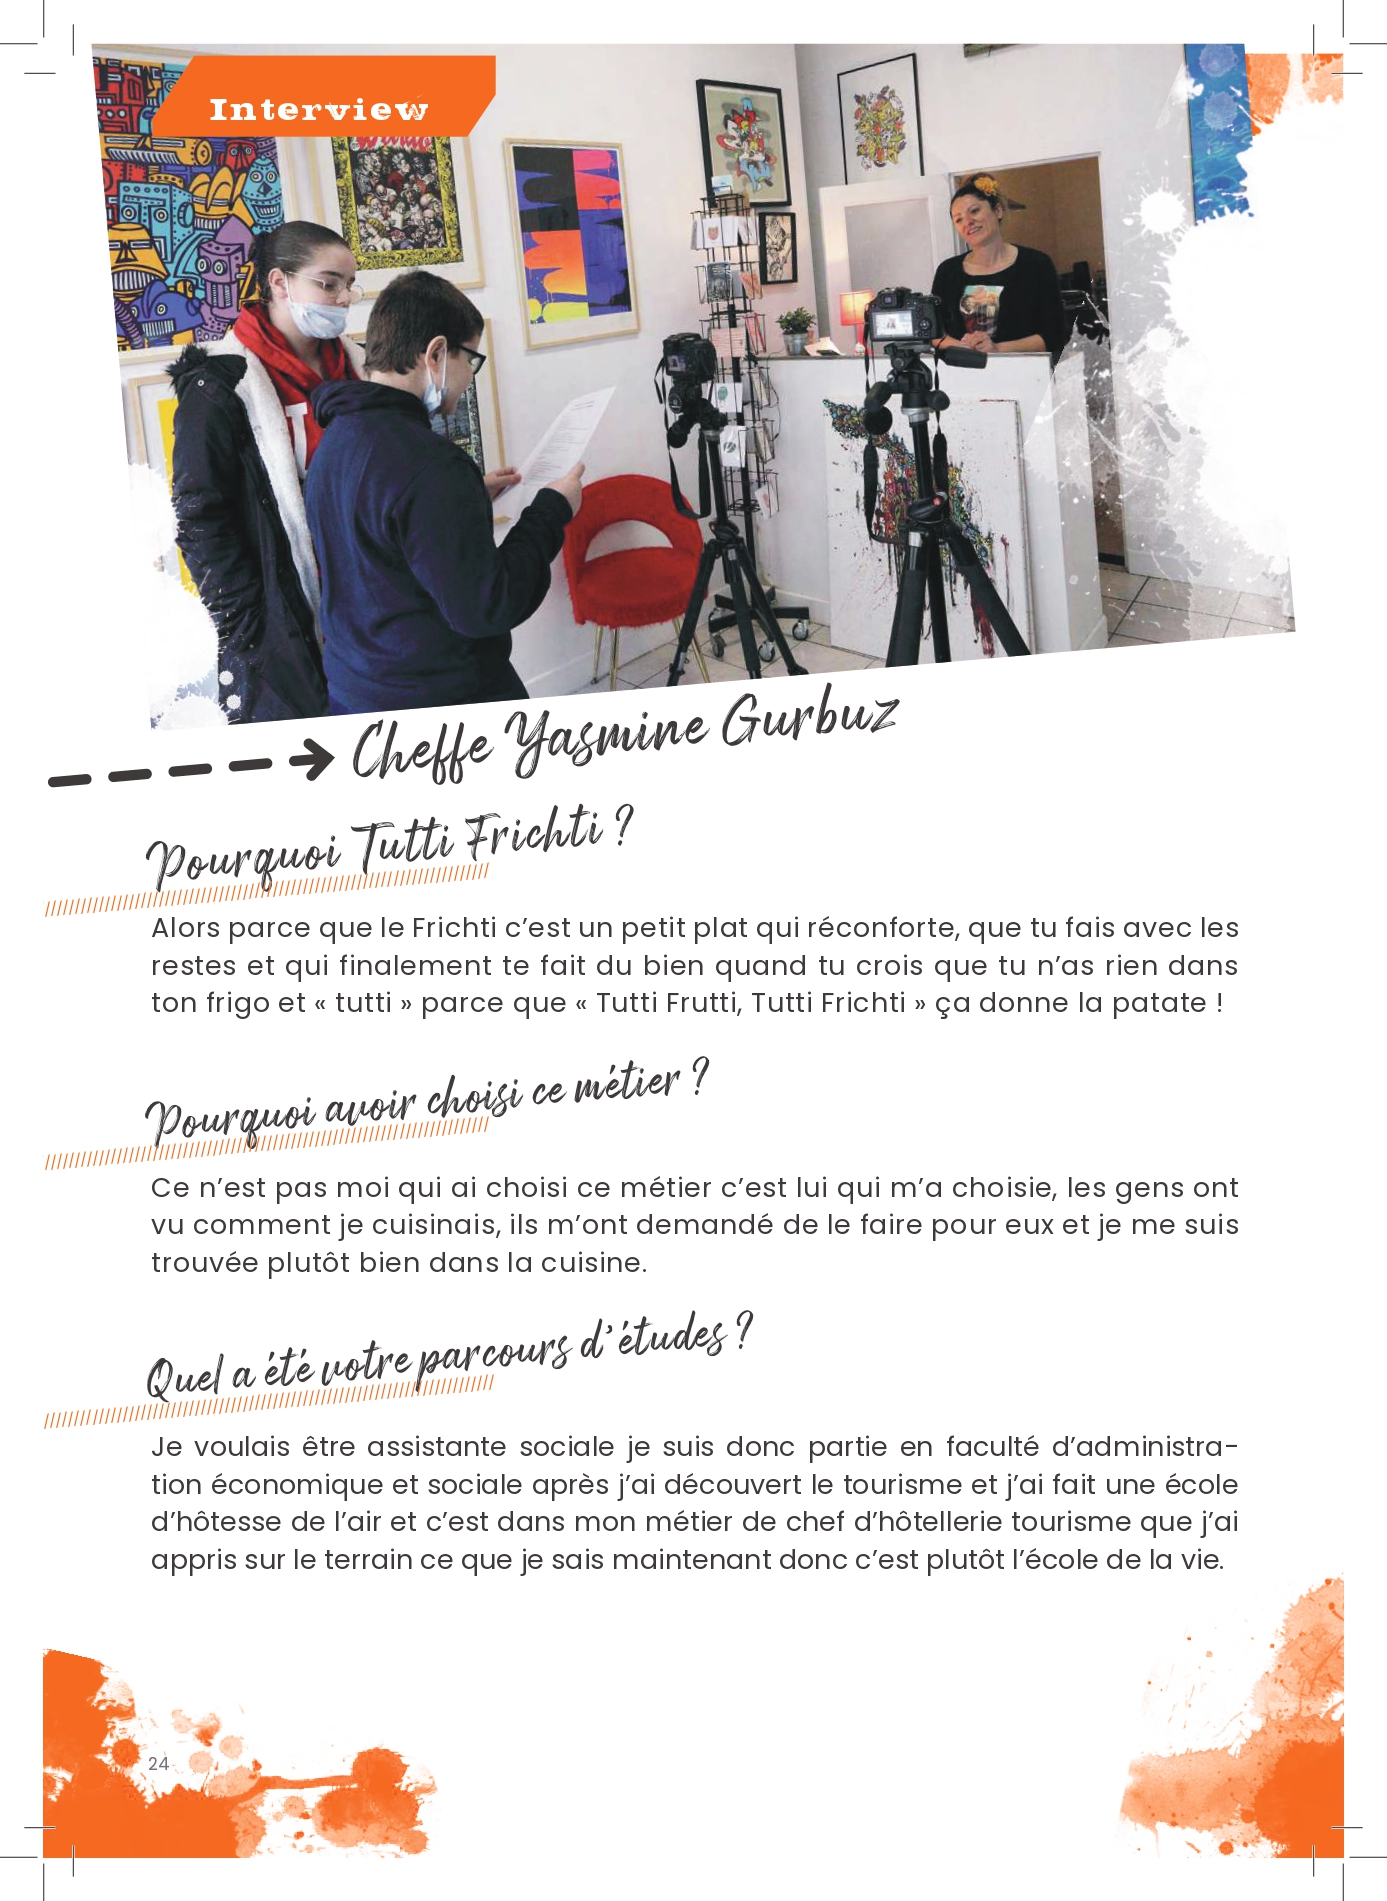 Interview
Cheffe Yasmine Gurbuz
Pourquoi Tutti Frichti ?
Alors parce que le Frichti c’est un petit plat qui réconforte, que tu fais avec les
restes et qui finalement te fait du bien quand tu crois que tu n’as rien dans
ton frigo et « tutti » parce que « Tutti Frutti, Tutti Frichti » ça donne la patate !
Pourquoi avoir choisi ce métier ?
Ce n’est pas moi qui ai choisi ce métier c’est lui qui m’a choisie, les gens ont
vu comment je cuisinais, ils m’ont demandé de le faire pour eux et je me suis
trouvée plutôt bien dans la cuisine.
Quel a été votre parcours d’études ?
Je voulais être assistante sociale je suis donc partie en faculté d’administra-
tion économique et sociale après j’ai découvert le tourisme et j’ai fait une école
d’hôtesse de l’air et c’est dans mon métier de chef d’hôtellerie tourisme que j’ai
appris sur le terrain ce que je sais maintenant donc c’est plutôt l’école de la vie.
24